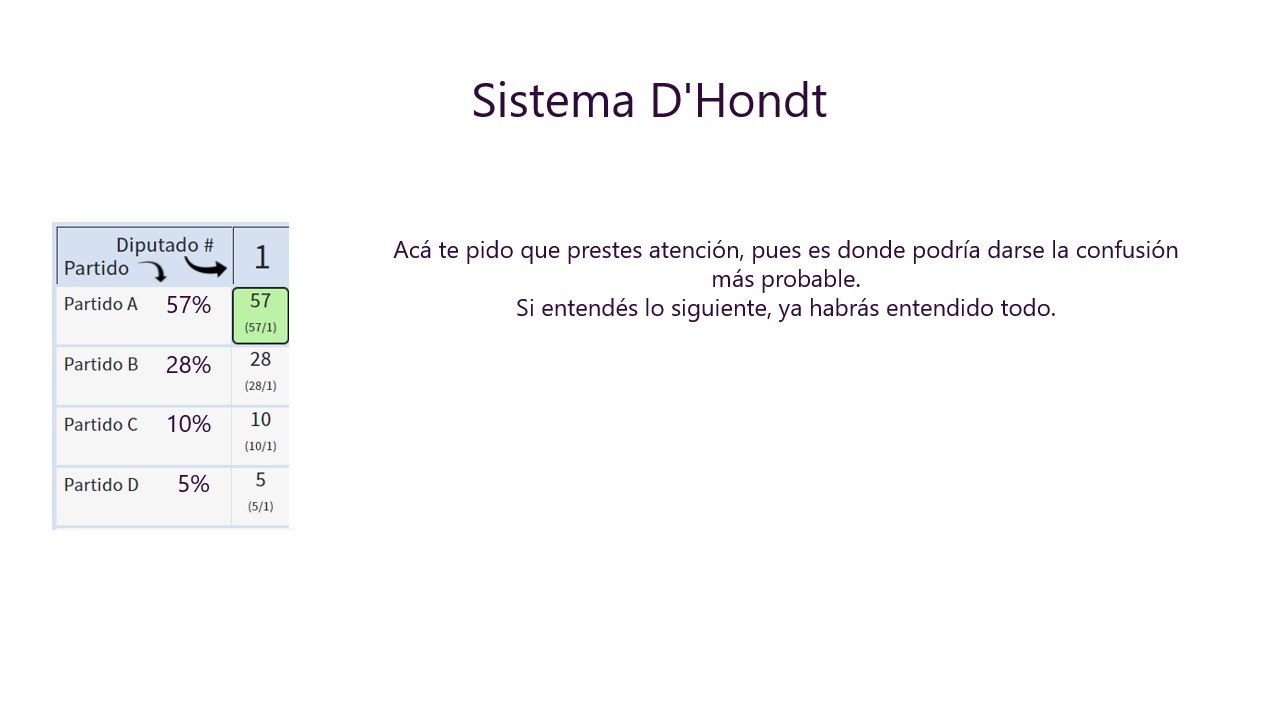 Sistema D'Hondt
Diputado #
Partido
1
Partido A 57% 57
(57/1)
Partido B 28% 28
(28/1)
Partido C 10% 10
(10/1)
Partido D 5% 5
(5/1)
Acá te pido que prestes atención, pues es donde podría darse la confusión
más probable.
Si entendés lo siguiente, ya habrás entendido todo.